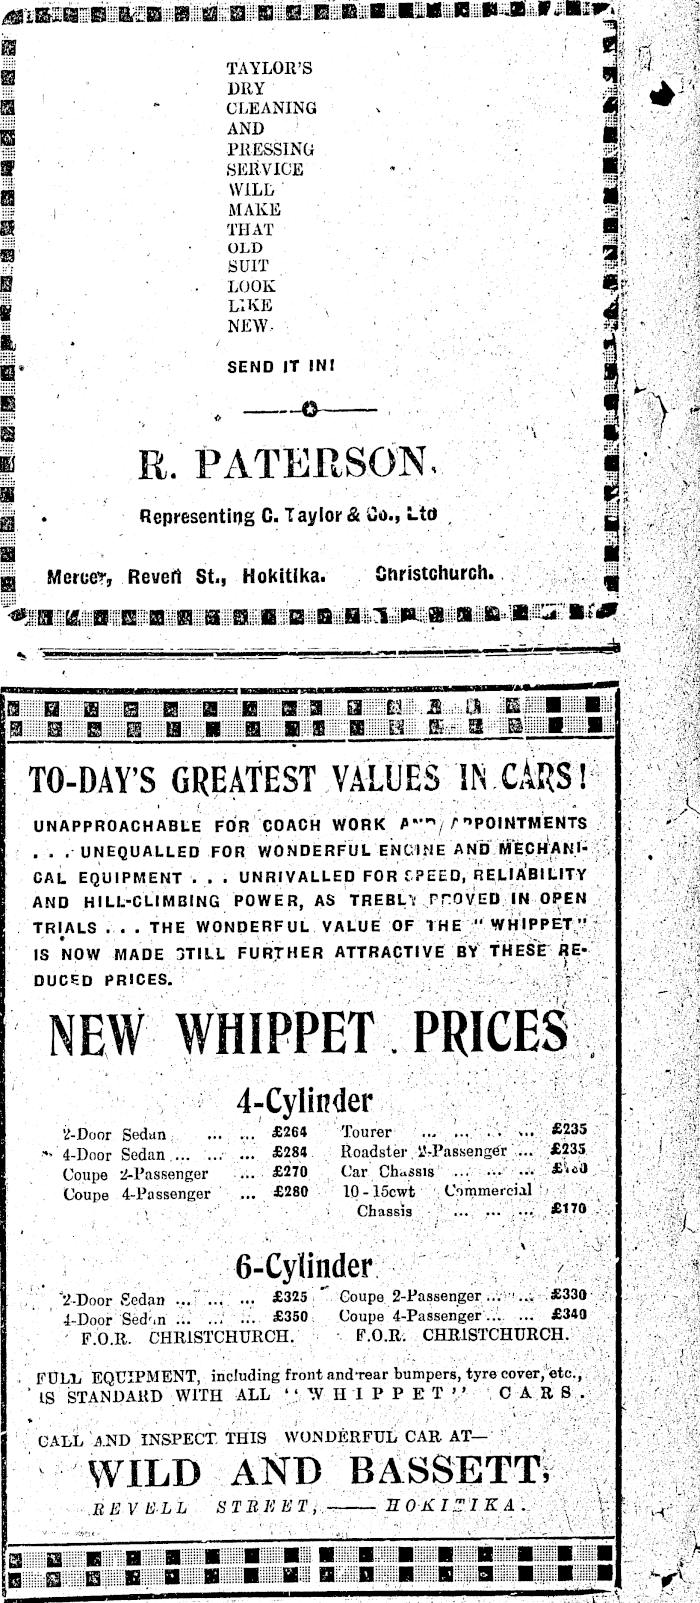 TAYLOR'S
DRY
CLEANING
AND
PRESSING
SERVICE
WILL
MAKE
THAT
OLD
SUIT
LOOK
LIKE
NEW.
SEND IT IN!
R. PATERSON.
Representing C. Taylor & Co., Ltd
Mercer, Revell St., Hokitika. Christchurch.
TO-DAY'S GREATEST VALUES IN CARS!
UNAPPROACHABLE FOR COACH WORK AND APPOINTMENTS
. . . UNEQUALLED FOR WONDERFUL ENGINE AND MECHANI-
CAL EQUIPMENT . . . UNRIVALLED FOR SPEED, RELIABILITY
AND HILL-CLIMBING POWER, AS TREBLY PROVED IN OPEN
TRIALS . . . THE WONDERFUL VALUE OF THE "WHIPPET"
IS NOW MADE STILL FURTHER ATTRACTIVE BY THESE RE-
DUCED PRICES.
NEW WHIPPET PRICES
4-Cylinder
2-Door Sedan ... ... £264
4-Door Sedan ... ... ... £284
Coupe 2-Passenger ... £270
Coupe 4-Passenger ... £280
Tourer ... ... ... ... £235
Roadster 2-Passenger ... £235
Car Chassis ... ... ...
10-15cwt Commercial
Chassis ... ... ... £170
6-Cylinder
2-Door Sedan ... ... ... £325
4-Door Sedan ... ... ... £350
F.O.R. CHRISTCHURCH.
Coupe 2-Passenger ... ... £330
Coupe 4-Passenger ... ... £340
F.O.R. CHRISTCHURCH.
FULL EQUIPMENT, including front and rear bumpers, tyre cover, etc.,
IS STANDARD WITH ALL "WHIPPET" CARS.
CALL AND INSPECT THIS WONDERFUL CAR AT—
WILD AND BASSETT,
REVELL STREET, —— HOKITIKA.